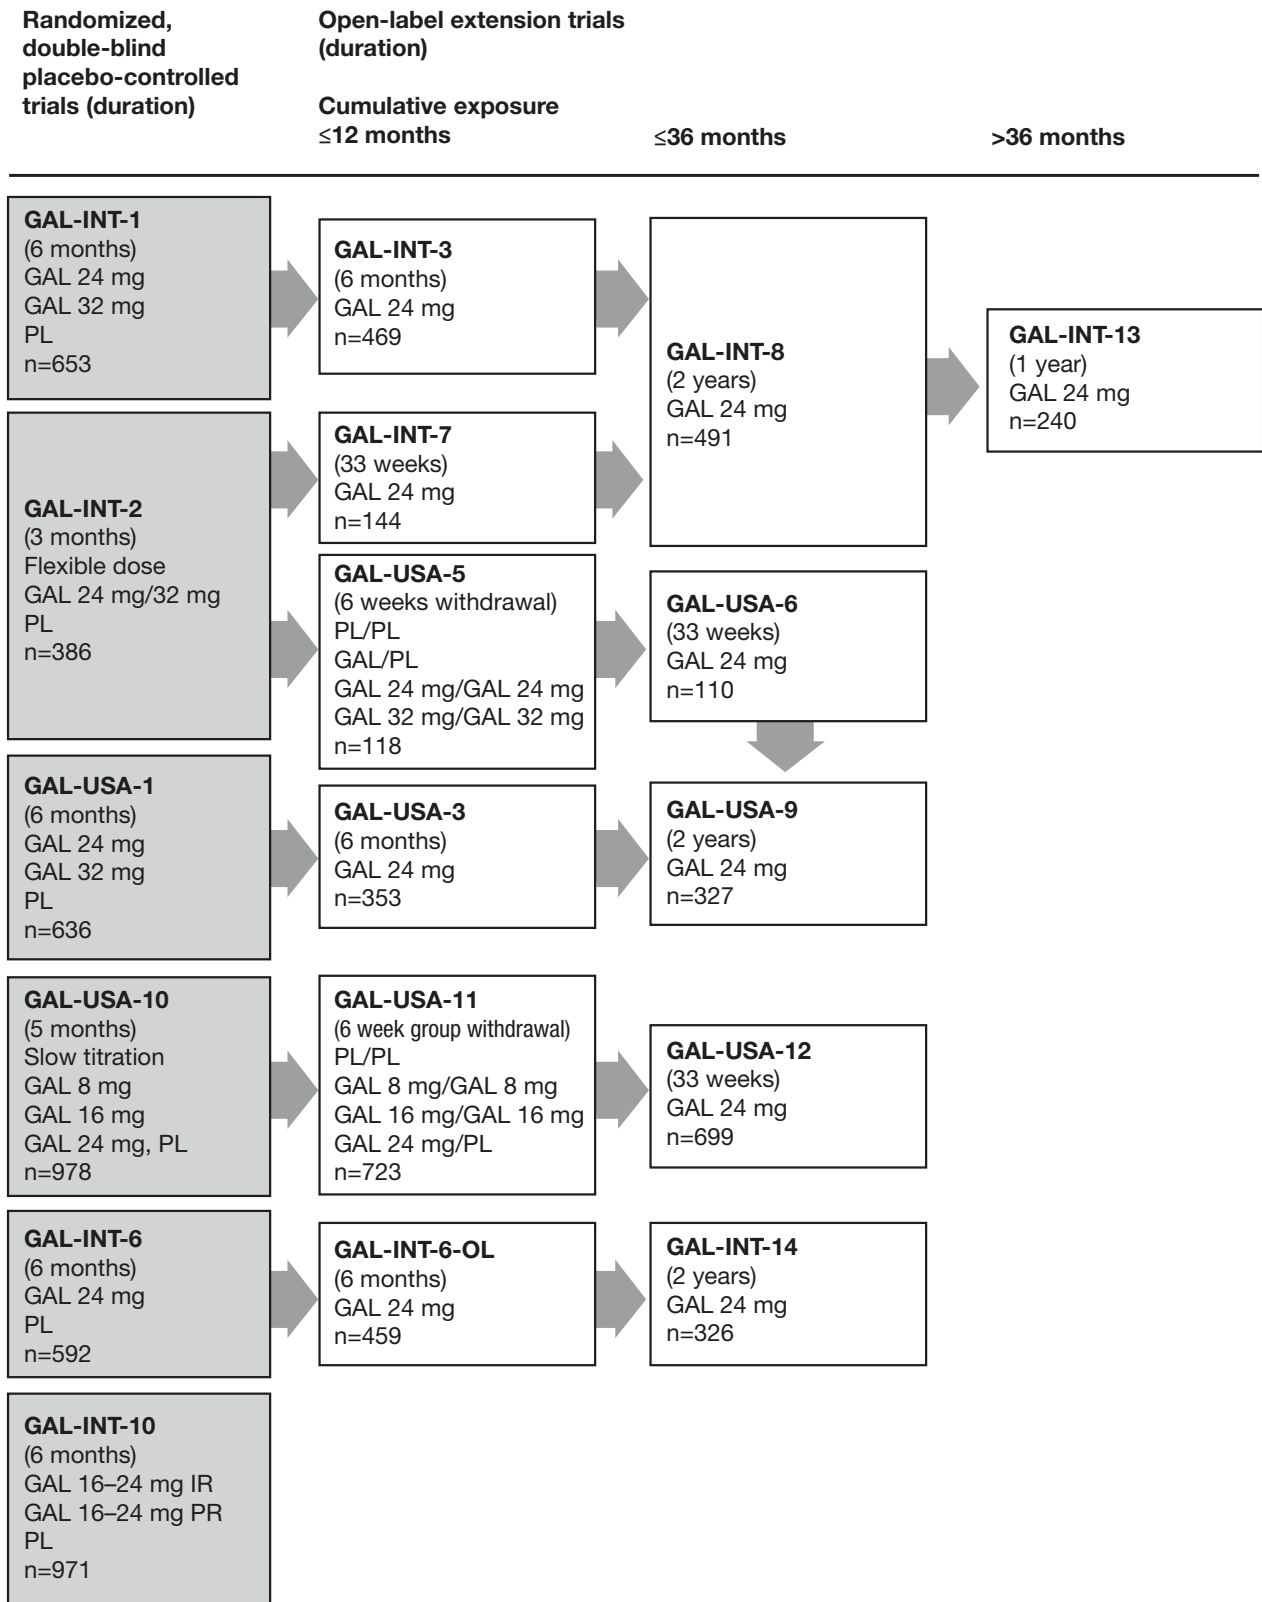 Randomized,
double-blind
placebo-controlled
trials (duration)
Open-label extension trials
(duration)
Cumulative exposure
≤12 months
≤36 months
>36 months
GAL-INT-1
(6 months)
GAL 24 mg
GAL 32 mg
PL
n=653
GAL-INT-3
(6 months)
GAL 24 mg
n=469
GAL-INT-8
(2 years)
GAL 24 mg
n=491
GAL-INT-13
(1 year)
GAL 24 mg
n=240
GAL-INT-2
(3 months)
Flexible dose
GAL 24 mg/32 mg
PL
n=386
GAL-INT-7
(33 weeks)
GAL 24 mg
n=144
GAL-USA-5
(6 weeks withdrawal)
PL/PL
GAL/PL
GAL 24 mg/GAL 24 mg
GAL 32 mg/GAL 32 mg
n=118
GAL-USA-6
(33 weeks)
GAL 24 mg
n=110
GAL-USA-1
(6 months)
GAL 24 mg
GAL 32 mg
PL
n=636
GAL-USA-3
(6 months)
GAL 24 mg
n=353
GAL-USA-9
(2 years)
GAL 24 mg
n=327
GAL-USA-10
(5 months)
Slow titration
GAL 8 mg
GAL 16 mg
GAL 24 mg, PL
n=978
GAL-USA-11
(6 week group withdrawal)
PL/PL
GAL 8 mg/GAL 8 mg
GAL 16 mg/GAL 16 mg
GAL 24 mg/PL
n=723
GAL-USA-12
(33 weeks)
GAL 24 mg
n=699
GAL-INT-6
(6 months)
GAL 24 mg
PL
n=592
GAL-INT-6-OL
(6 months)
GAL 24 mg
n=459
GAL-INT-14
(2 years)
GAL 24 mg
n=326
GAL-INT-10
(6 months)
GAL 16–24 mg IR
GAL 16–24 mg PR
PL
n=971